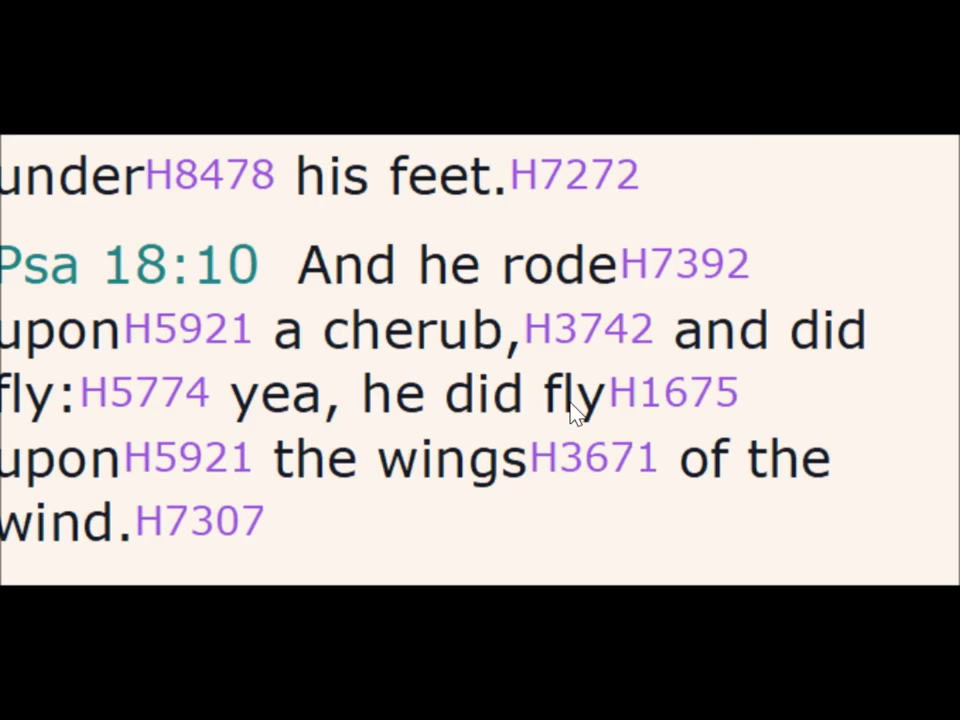 underH8478 his feet.H7272
Psa 18:10 And he rodeH7392
uponH5921 a cherub,H3742 and did
fly:H5774 yea, he did flyH1675
uponH5921 the wingsH3671 of the
wind.H7307